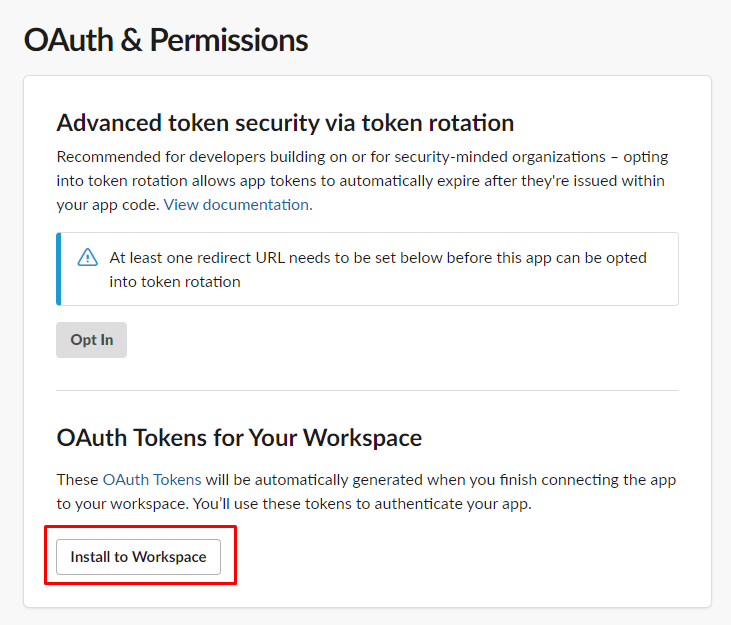 OAuth & Permissions
Advanced token security via token rotation
Recommended for developers building on or for security-minded organizations – opting
into token rotation allows app tokens to automatically expire after they're issued within
your app code. View documentation.
At least one redirect URL needs to be set below before this app can be opted
into token rotation
Opt In
OAuth Tokens for Your Workspace
These OAuth Tokens will be automatically generated when you finish connecting the app
to your workspace. You’ll use these tokens to authenticate your app.
Install to Workspace